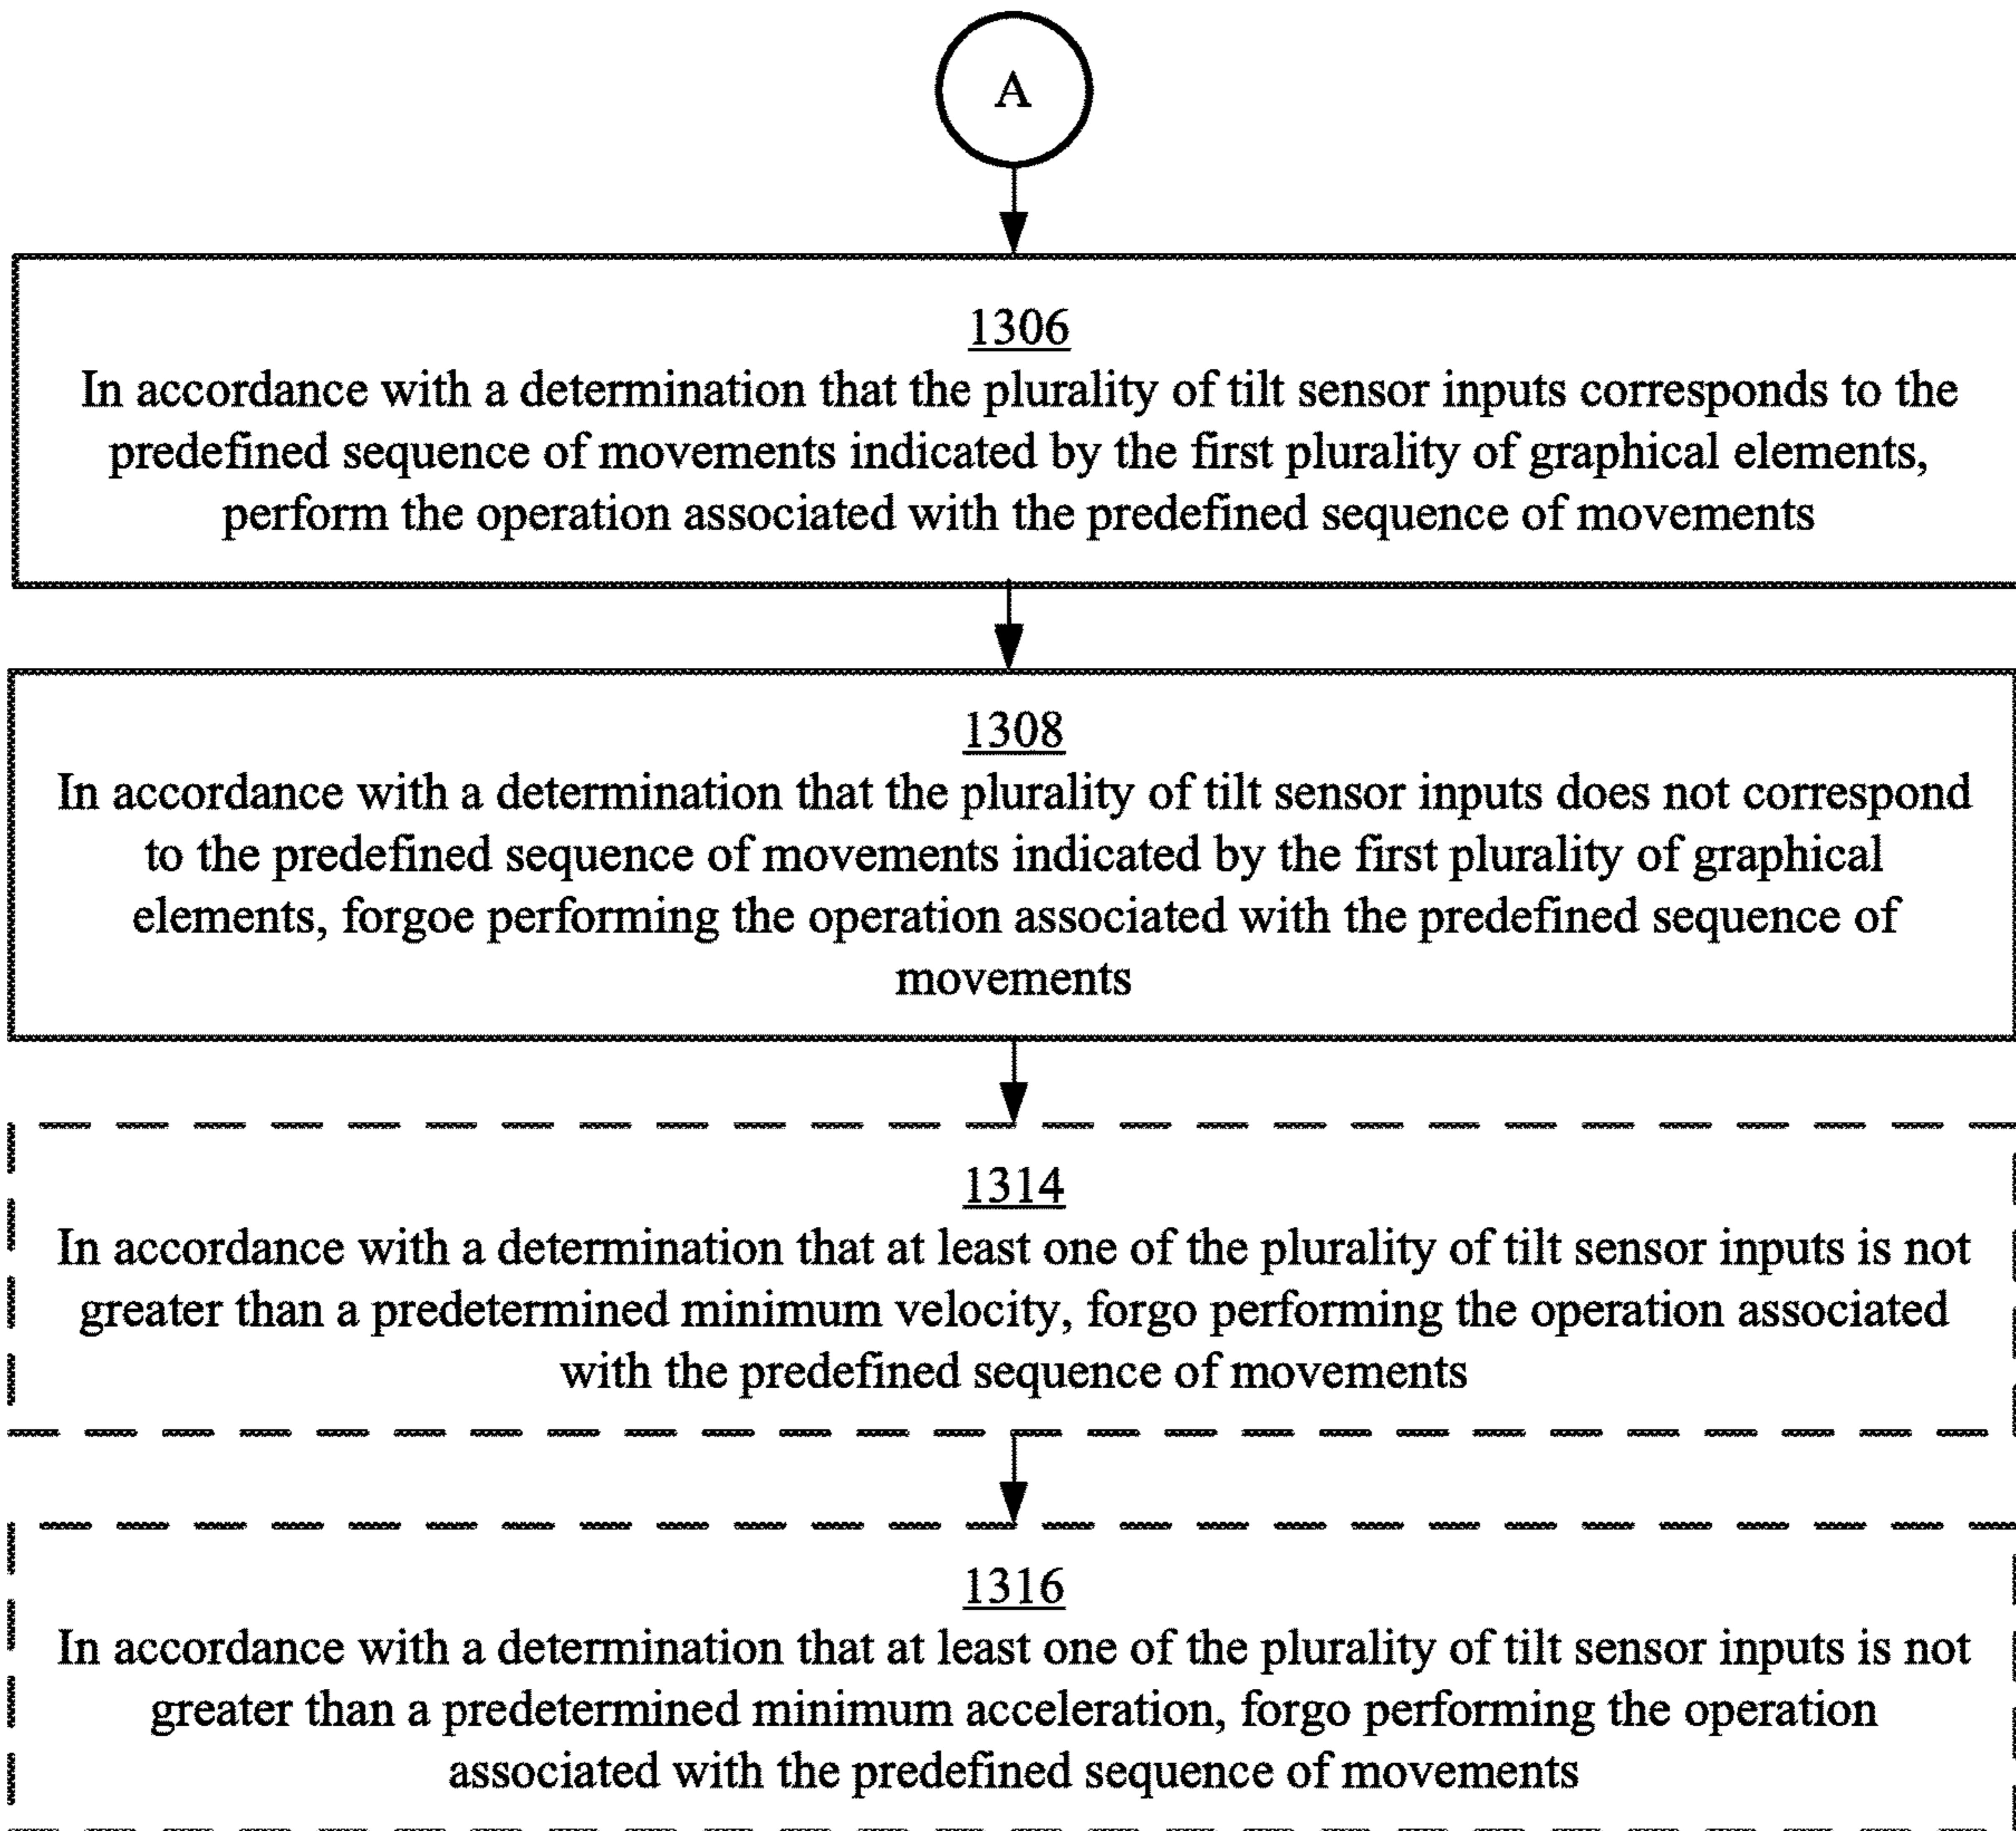 A
1306
In accordance with a determination that the plurality of tilt sensor inputs corresponds to the
predefined sequence of movements indicated by the first plurality of graphical elements,
perform the operation associated with the predefined sequence of movements
1308
In accordance with a determination that the plurality of tilt sensor inputs does not correspond
to the predefined sequence of movements indicated by the first plurality of graphical
elements, forgoe performing the operation associated with the predefined sequence of
movements
1314
In accordance with a determination that at least one of the plurality of tilt sensor inputs is not
greater than a predetermined minimum velocity, forgo performing the operation associated
with the predefined sequence of movements
1316
In accordance with a determination that at least one of the plurality of tilt sensor inputs is not
greater than a predetermined minimum acceleration, forgo performing the operation
associated with the predefined sequence of movements